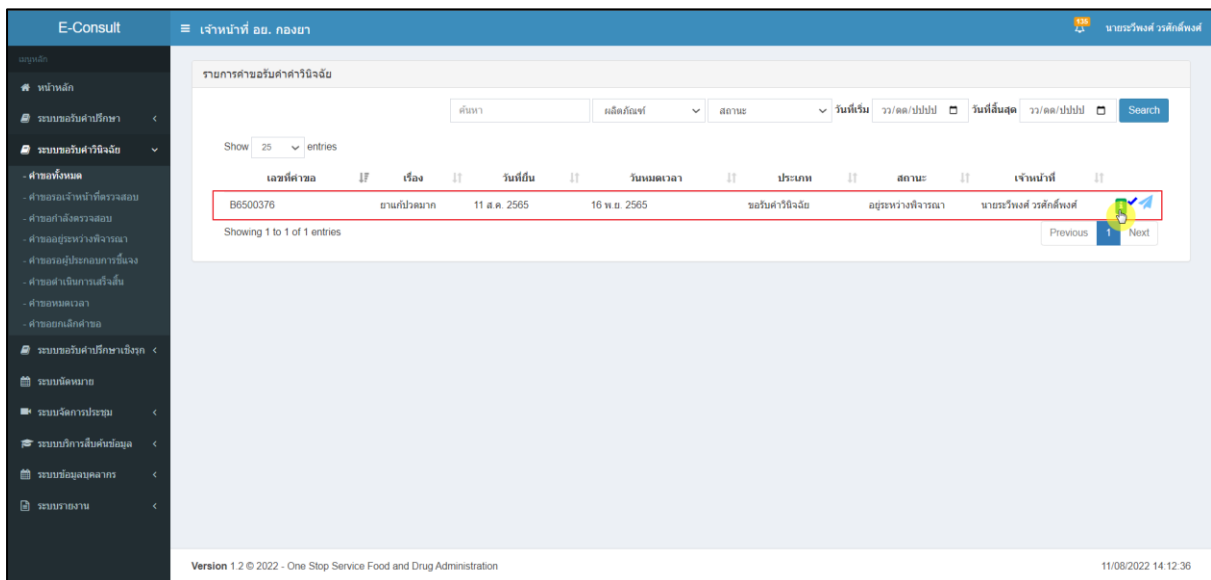 E-Consult
เจ้าหน้าที่ อย. กองยา
136
นายระวีพงศ์ วรศักดิ์พงศ์
เมนูหลัก
หน้าหลัก
ระบบขอรับคำปรึกษา
ระบบขอรับคำวินิจฉัย
- คำขอทั้งหมด
- คำขอรอเจ้าหน้าที่ตรวจสอบ
- คำขอกำลังตรวจสอบ
- คำขออยู่ระหว่างพิจารณา
- คำขอรอผู้ประกอบการชี้แจง
- คำขอดำเนินการเสร็จสิ้น
- คำขอหมดเวลา
- คำขอยกเลิกคำขอ
ระบบขอรับคำปรึกษาเชิงรุก
ระบบนัดหมาย
ระบบจัดการประชุม
ระบบบริการสืบค้นข้อมูล
ระบบข้อมูลบุคลากร
ระบบรายงาน
รายการคำขอรับคำคำวินิจฉัย
ค้นหา ผลิตภัณฑ์ สถานะ วันที่เริ่ม วว/ดด/ปปปป วันที่สิ้นสุด วว/ดด/ปปปป Search
Show 25 entries
เลขที่คำขอ เรื่อง วันที่ยื่น วันหมดเวลา ประเภท สถานะ เจ้าหน้าที่
B6500376 ยาแก้ปวดมาก 11 ส.ค. 2565 16 พ.ย. 2565 ขอรับคำวินิจฉัย อยู่ระหว่างพิจารณา นายระวีพงศ์ วรศักดิ์พงศ์
Showing 1 to 1 of 1 entries
Previous 1 Next
Version 1.2 © 2022 - One Stop Service Food and Drug Administration
11/08/2022 14:12:36